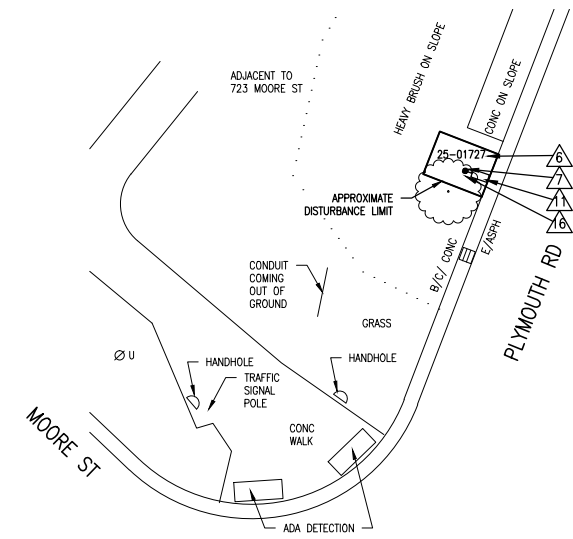 ADJACENT TO
723 MOORE ST
HEAVY BRUSH ON SLOPE
CONC ON SLOPE
25-01727
6
7
11
16
APPROXIMATE
DISTURBANCE LIMIT
B/C/ CONC
E/ASPH
PLYMOUTH RD
CONDUIT
COMING
OUT OF
GROUND
GRASS
Ø U
HANDHOLE
HANDHOLE
TRAFFIC
SIGNAL
POLE
CONC
WALK
MOORE ST
ADA DETECTION